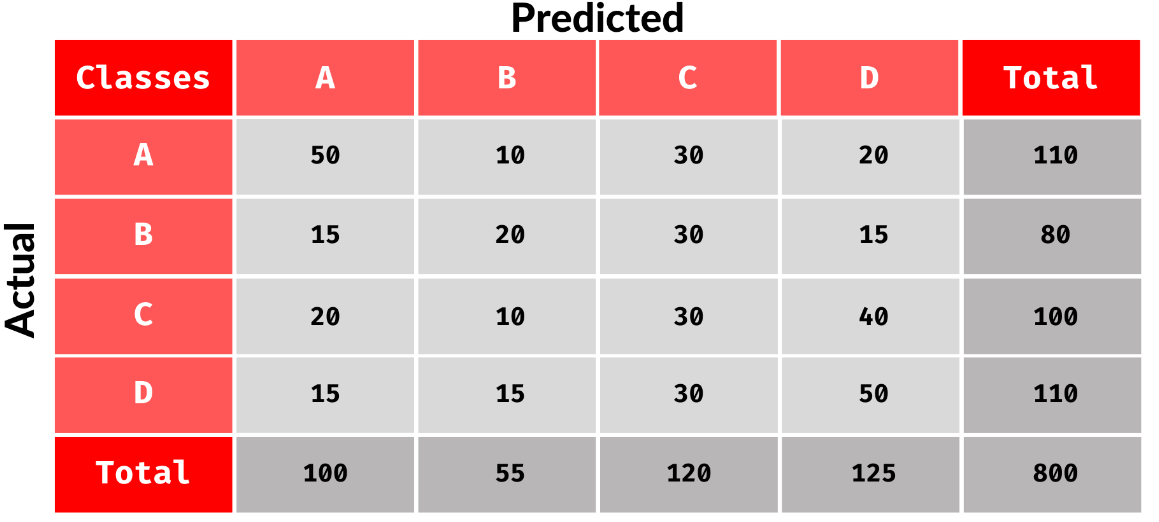 Predicted
Classes A B C D Total
A 50 10 30 20 110
B 15 20 30 15 80
C 20 10 30 40 100
D 15 15 30 50 110
Total 100 55 120 125 800
Actual